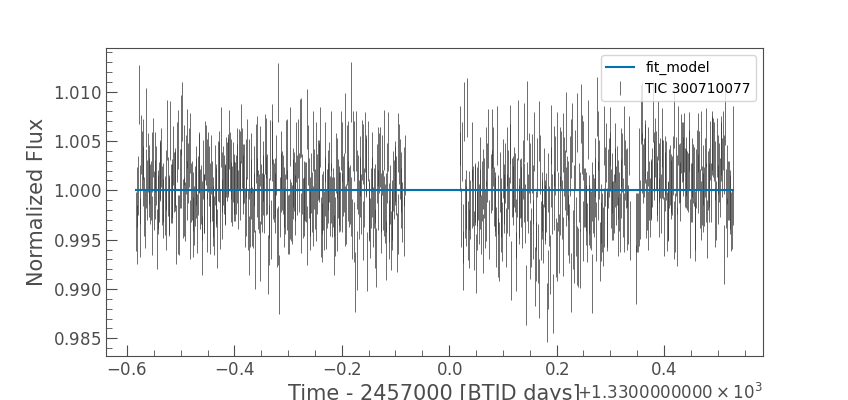 fit_model
TIC 300710077
Normalized Flux
1.010
1.005
1.000
0.995
0.990
0.985
−0.6 −0.4 −0.2 0.0 0.2 0.4
Time - 2457000 [BTJD days]
+1.3300000000×10³